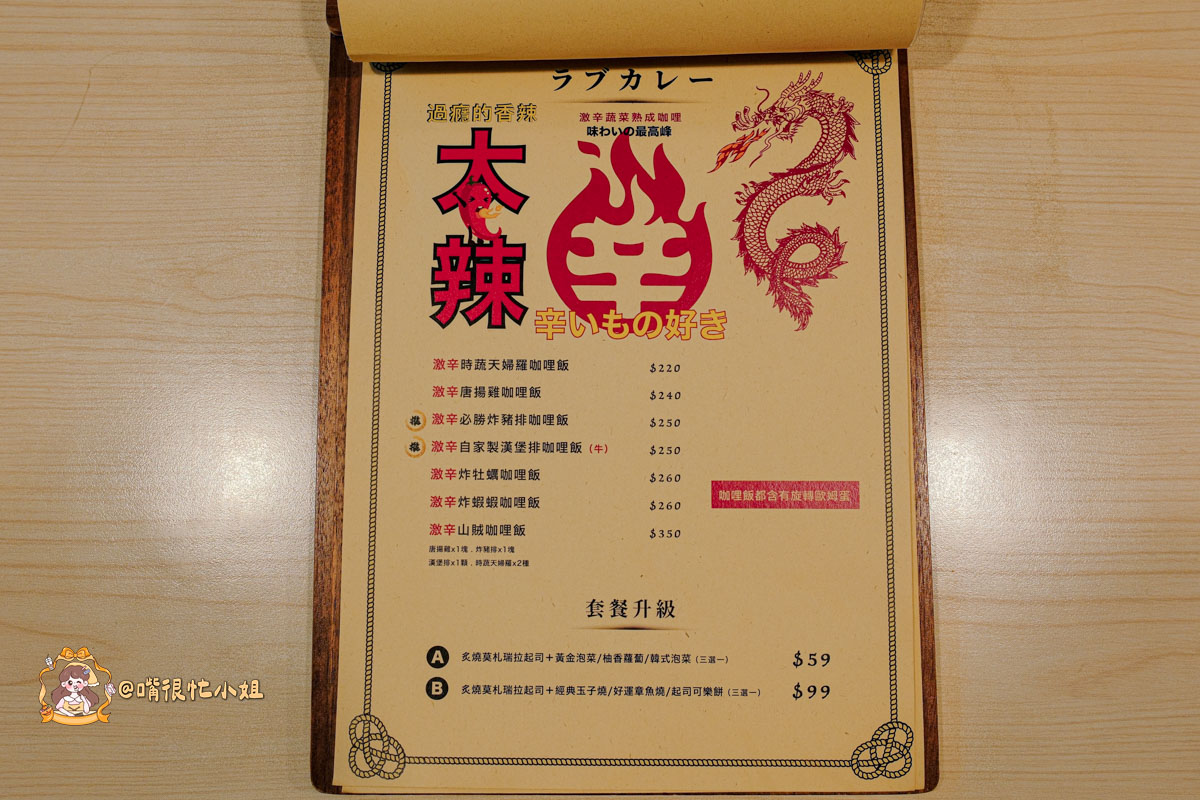 ラブカレー
過癮的香辣
太辣
激辛蔬菜熟成咖哩
味わいの最高峰
辛
辛いもの好き
激辛時蔬天婦羅咖哩飯 $220
激辛唐揚雞咖哩飯 $240
激辛必勝炸豬排咖哩飯 $250
激辛自家製漢堡排咖哩飯(牛) $250
激辛炸牡蠣咖哩飯 $260
激辛炸蝦蝦咖哩飯 $260
激辛山賊咖哩飯 $350
唐揚雞x1塊．炸豬排x1塊
漢堡排x1顆．時蔬天婦羅x2種
咖哩飯都含有旋轉歐姆蛋
套餐升級
A 炙燒莫札瑞拉起司＋黃金泡菜/柚香蘿蔔/韓式泡菜(三選一) $59
B 炙燒莫札瑞拉起司＋經典玉子燒/好運章魚燒/起司可樂餅(三選一) $99
@嘴很忙小姐